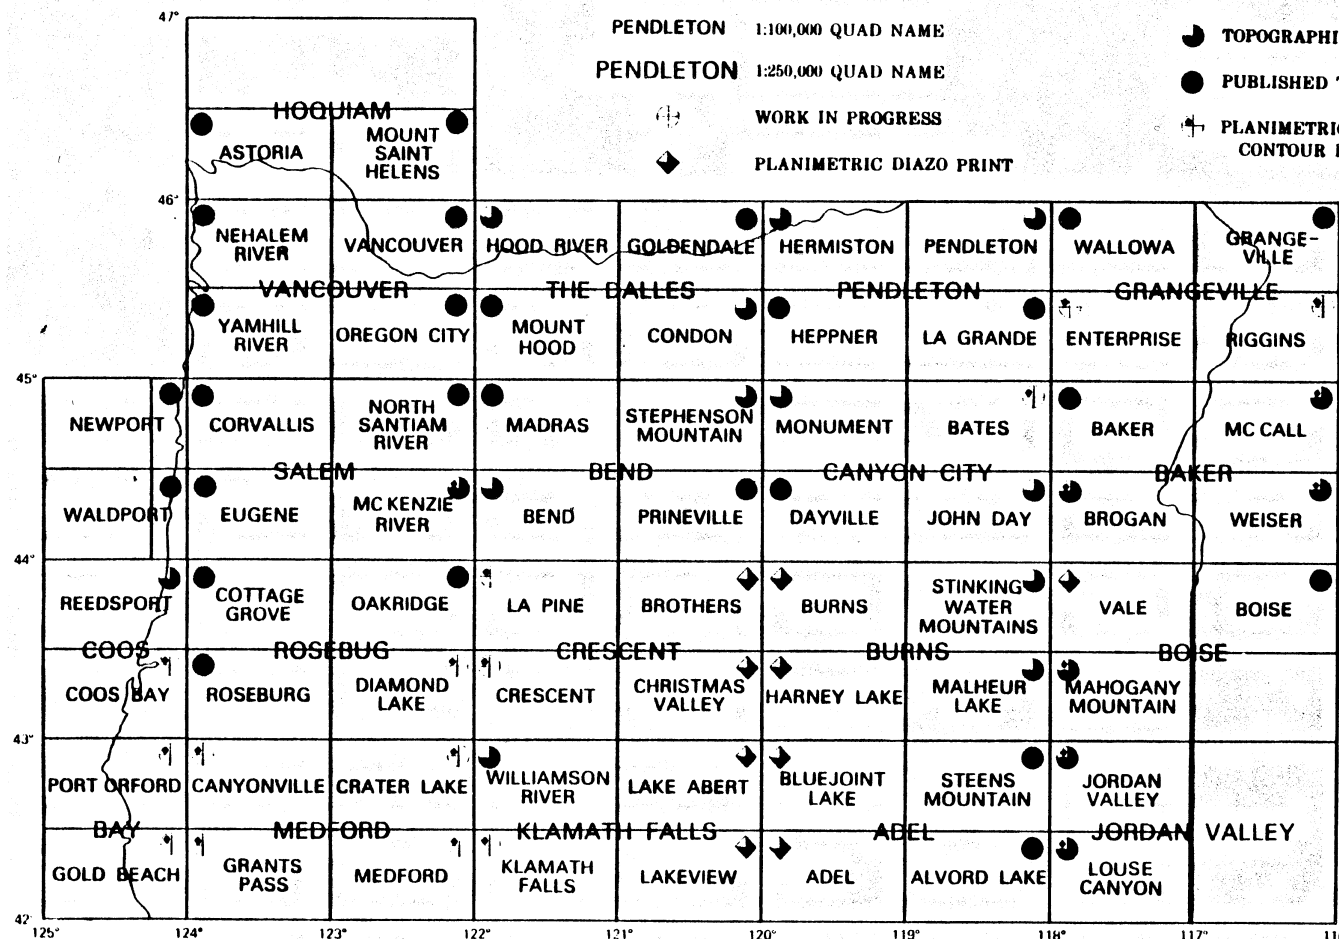 47°
PENDLETON 1:100,000 QUAD NAME
TOPOGRAPHI
PENDLETON 1:250,000 QUAD NAME
PUBLISHED
WORK IN PROGRESS
PLANIMETRI
CONTOUR
PLANIMETRIC DIAZO PRINT
HOQUIAM
ASTORIA
MOUNT
SAINT
HELENS
46°
NEHALEM
RIVER
VANCOUVER
HOOD RIVER
GOLDENDALE
HERMISTON
PENDLETON
WALLOWA
GRANGE-
VILLE
VANCOUVER
THE DALLES
PENDLETON
GRANGEVILLE
YAMHILL
RIVER
OREGON CITY
MOUNT
HOOD
CONDON
HEPPNER
LA GRANDE
ENTERPRISE
RIGGINS
45°
NEWPORT
CORVALLIS
NORTH
SANTIAM
RIVER
MADRAS
STEPHENSON
MOUNTAIN
MONUMENT
BATES
BAKER
MC CALL
SALEM
BEND
CANYON CITY
BAKER
WALDPORT
EUGENE
MC KENZIE
RIVER
BEND
PRINEVILLE
DAYVILLE
JOHN DAY
BROGAN
WEISER
44°
REEDSPORT
COTTAGE
GROVE
OAKRIDGE
LA PINE
BROTHERS
BURNS
STINKING
WATER
MOUNTAINS
VALE
BOISE
COOS
ROSEBUG
CRESCENT
BURNS
BOISE
COOS BAY
ROSEBURG
DIAMOND
LAKE
CRESCENT
CHRISTMAS
VALLEY
HARNEY LAKE
MALHEUR
LAKE
MAHOGANY
MOUNTAIN
43°
PORT ORFORD
CANYONVILLE
CRATER LAKE
WILLIAMSON
RIVER
LAKE ABERT
BLUEJOINT
LAKE
STEENS
MOUNTAIN
JORDAN
VALLEY
BAY
MEDFORD
KLAMATH FALLS
ADEL
JORDAN VALLEY
GOLD BEACH
GRANTS
PASS
MEDFORD
KLAMATH
FALLS
LAKEVIEW
ADEL
ALVORD LAKE
LOUSE
CANYON
42°
125° 124° 123° 122° 121° 120° 119° 118° 117°